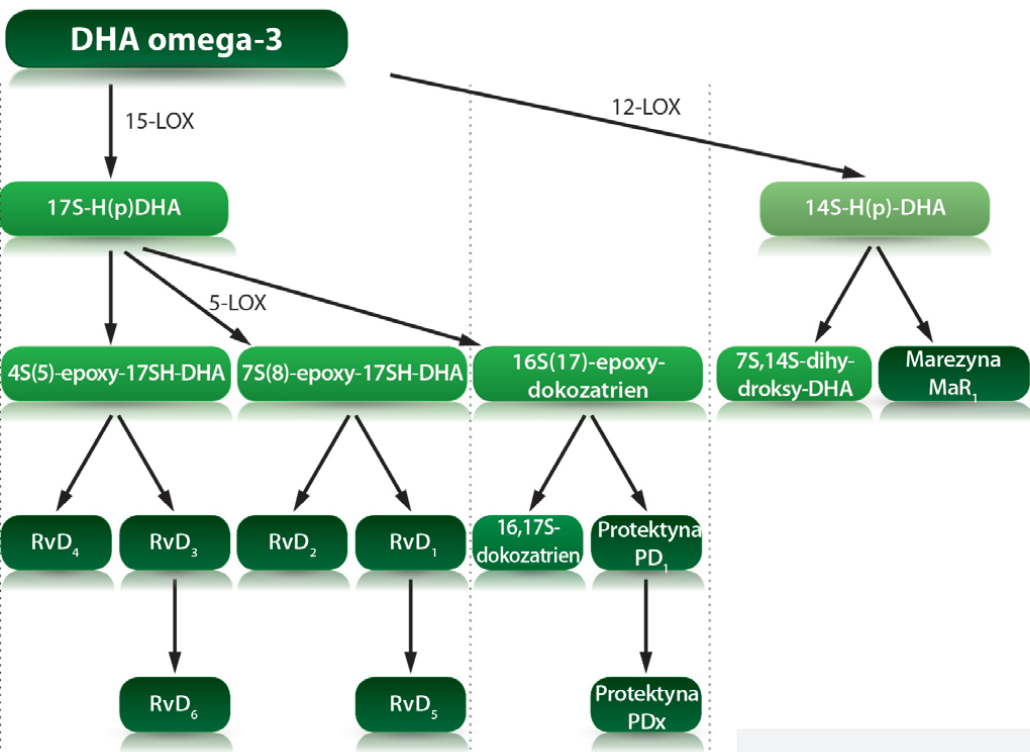 DHA omega-3
15-LOX
12-LOX
17S-H(p)DHA
14S-H(p)-DHA
5-LOX
4S(5)-epoxy-17SH-DHA
7S(8)-epoxy-17SH-DHA
16S(17)-epoxy-
dokozatrien
7S,14S-dihy-
droksy-DHA
Marezyna
MaR₁
RvD₄
RvD₃
RvD₂
RvD₁
16,17S-
dokozatrien
Protektyna
PD₁
RvD₆
RvD₅
Protektyna
PDx